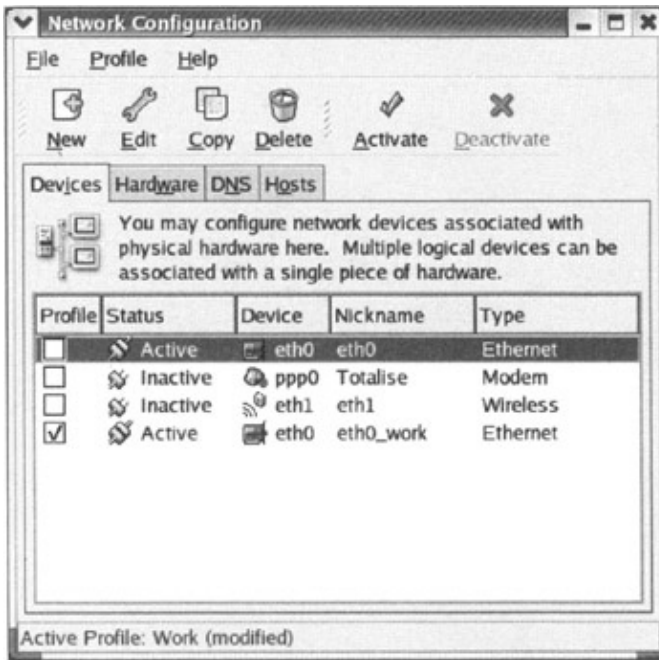 Network Configuration
File Profile Help
New Edit Copy Delete Activate Deactivate
Devices Hardware DNS Hosts
You may configure network devices associated with
physical hardware here. Multiple logical devices can be
associated with a single piece of hardware.
Profile Status Device Nickname Type
Active eth0 eth0 Ethernet
Inactive ppp0 Totalise Modem
Inactive eth1 eth1 Wireless
Active eth0 eth0_work Ethernet
Active Profile: Work (modified)